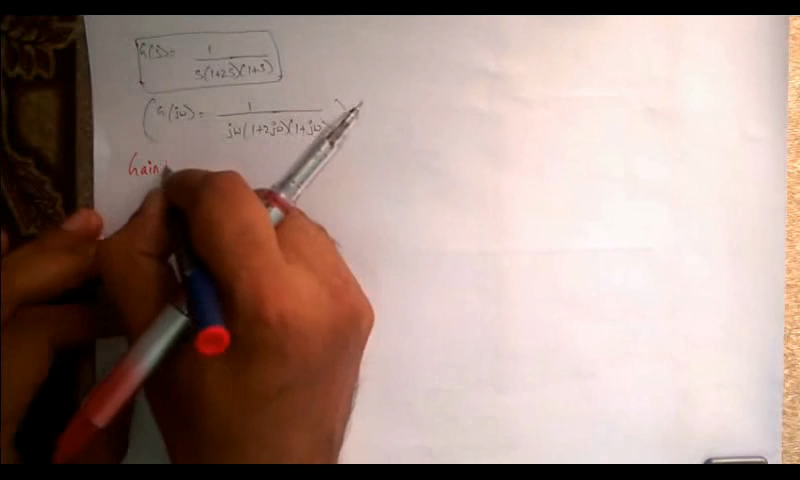 G(s) = 1 / s(1+2s)(1+s)
G(jω) = 1 / jω(1+2jω)(1+jω)
Gain